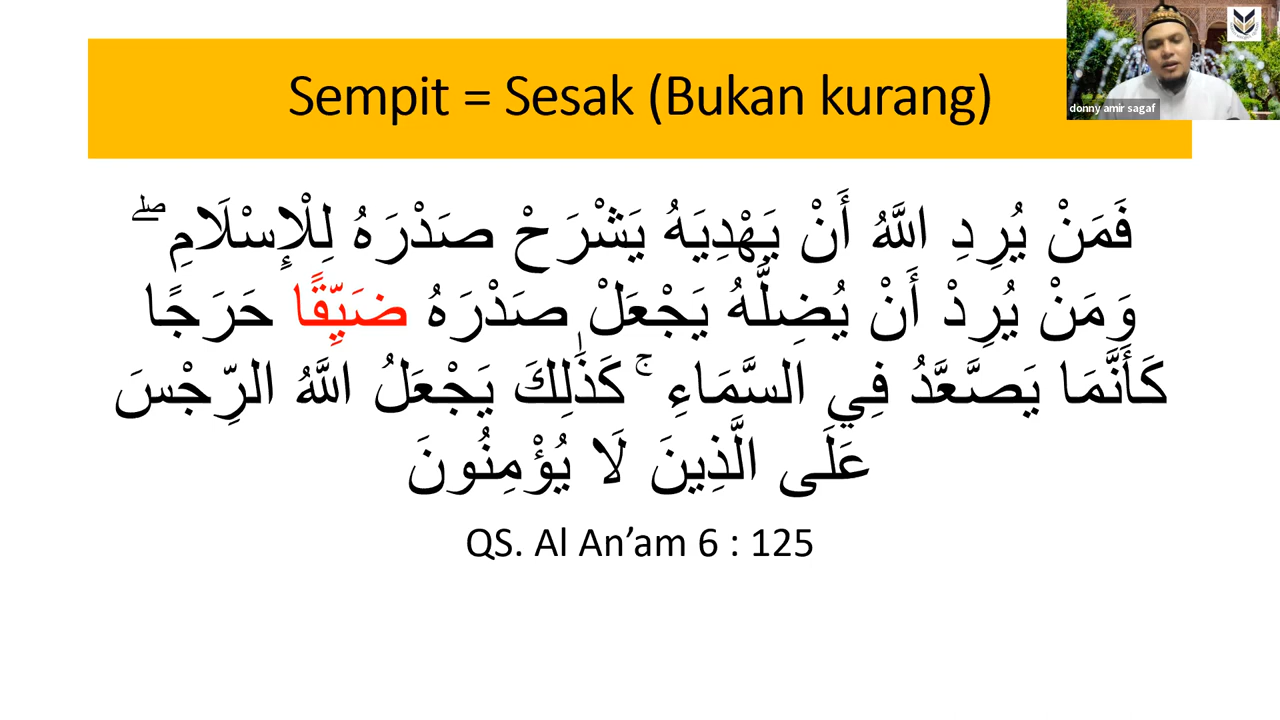 Sempit = Sesak (Bukan kurang)
donny amir sagaf
فَمَنْ يُرِدِ اللَّهُ أَنْ يَهْدِيَهُ يَشْرَحْ صَدْرَهُ لِلْإِسْلَامِ ۖ
وَمَنْ يُرِدْ أَنْ يُضِلَّهُ يَجْعَلْ صَدْرَهُ ضَيِّقًا حَرَجًا
كَأَنَّمَا يَصَّعَّدُ فِي السَّمَاءِ ۚ كَذَٰلِكَ يَجْعَلُ اللَّهُ الرِّجْسَ
عَلَى الَّذِينَ لَا يُؤْمِنُونَ
QS. Al An’am 6 : 125